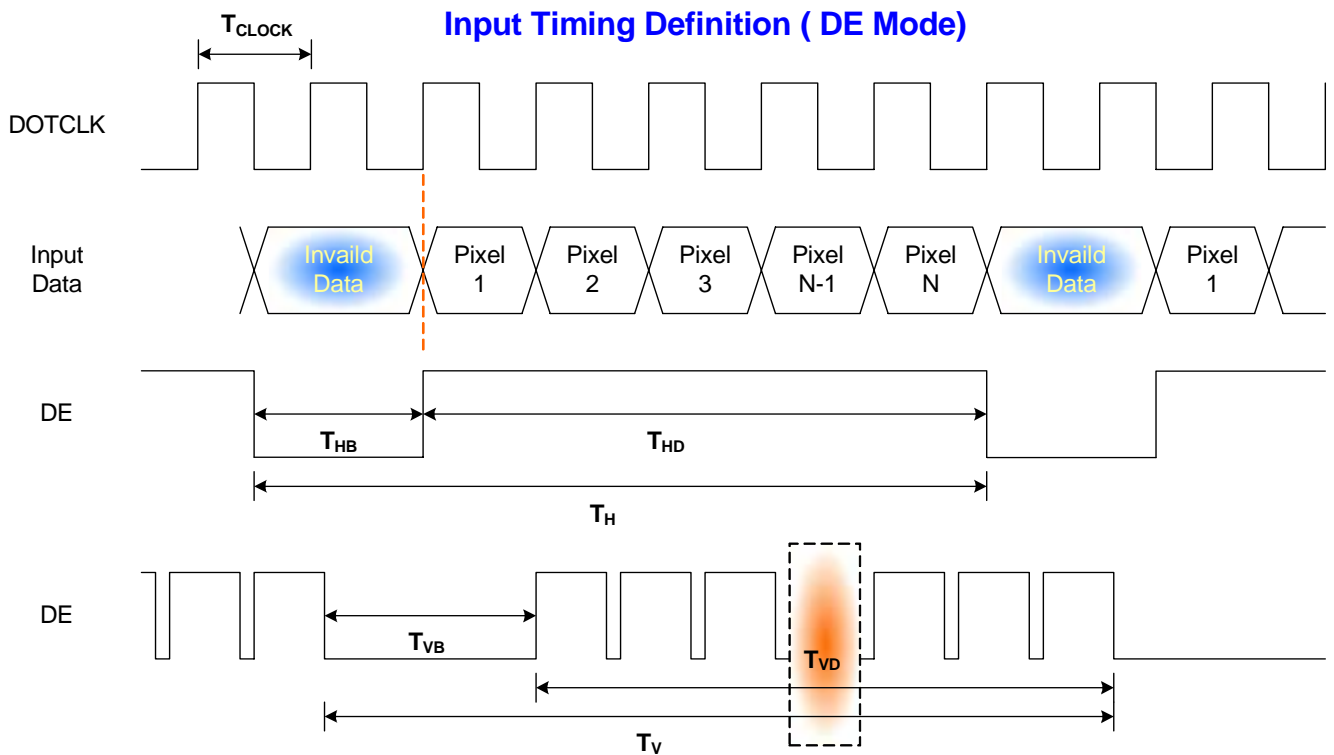 Input Timing Definition ( DE Mode)
TCLOCK
DOTCLK
Input
Data
Invaild
Data
Pixel
1
Pixel
2
Pixel
3
Pixel
N-1
Pixel
N
Invaild
Data
Pixel
1
DE
THB
THD
TH
DE
TVB
TVD
TV